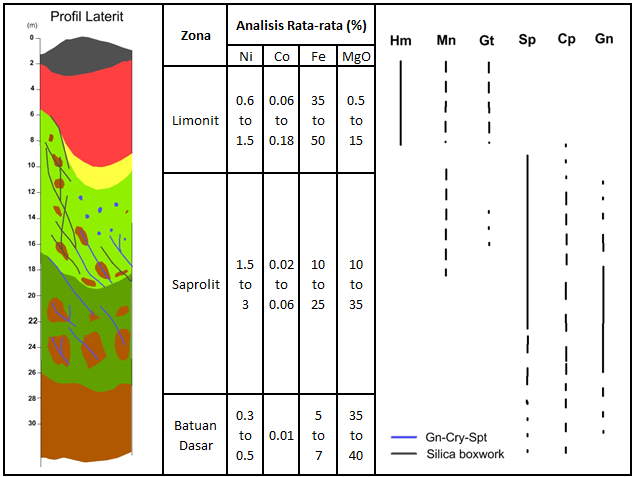 Profil Laterit
(m)
0
2
4
6
8
10
12
14
16
18
20
22
24
26
28
30
Zona
Analisis Rata-rata (%)
Ni Co Fe MgO
Limonit
0.6 0.06 35 0.5
to to to to
1.5 0.18 50 15
Saprolit
1.5 0.02 10 10
to to to to
3 0.06 25 35
Batuan
Dasar
0.3 5 35
to 0.01 to to
0.5 7 40
Hm Mn Gt Sp Cp Gn
Gn-Cry-Spt
Silica boxwork